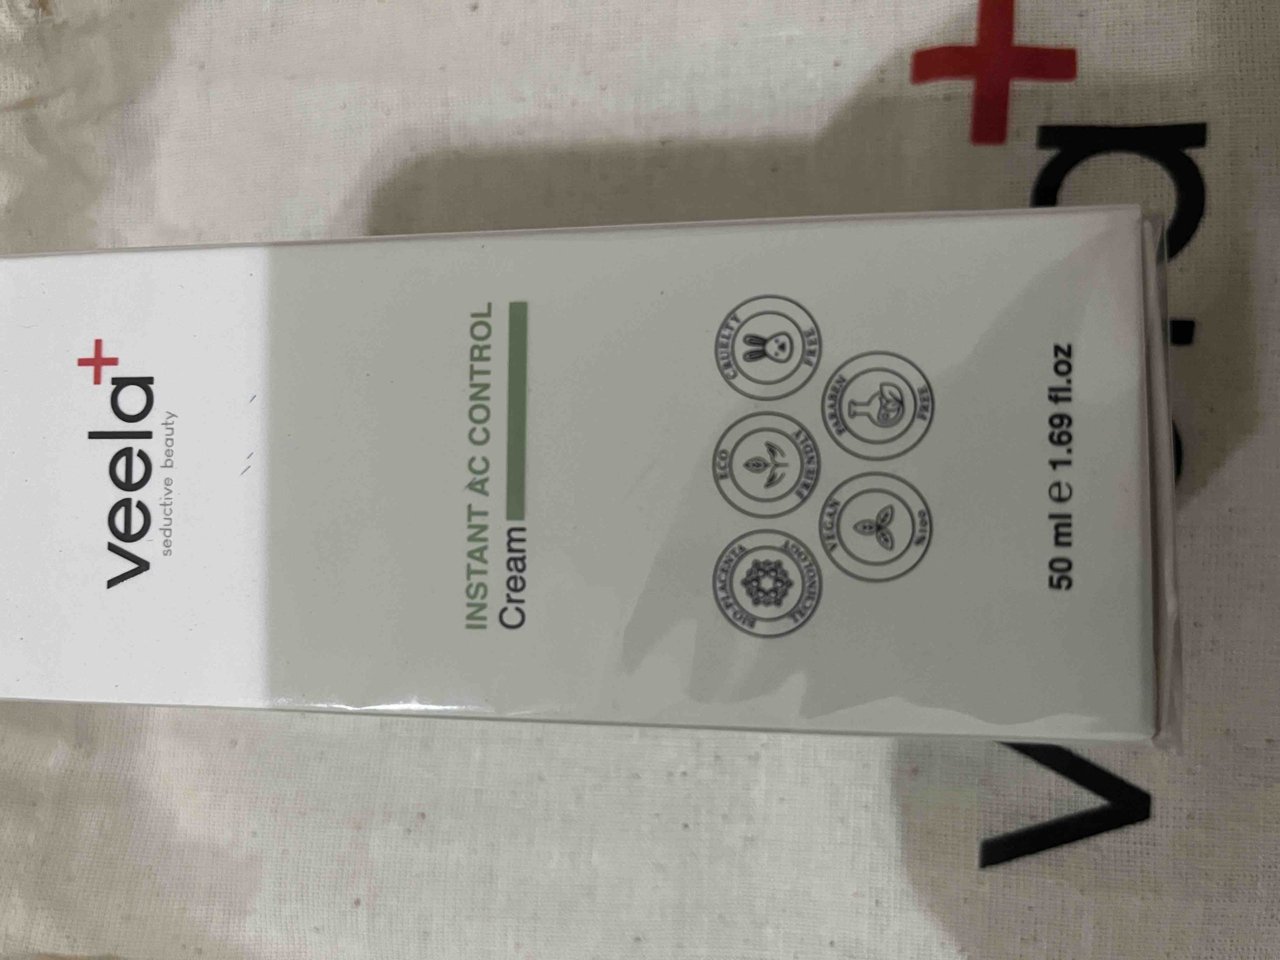 veela+
seductive beauty
INSTANT AC CONTROL
Cream
BIO-PLACENTA TECHNOLOGY
ECO FRIENDLY
CRUELTY FREE
VEGAN %100
PARABEN FREE
50 ml e 1.69 fl.oz